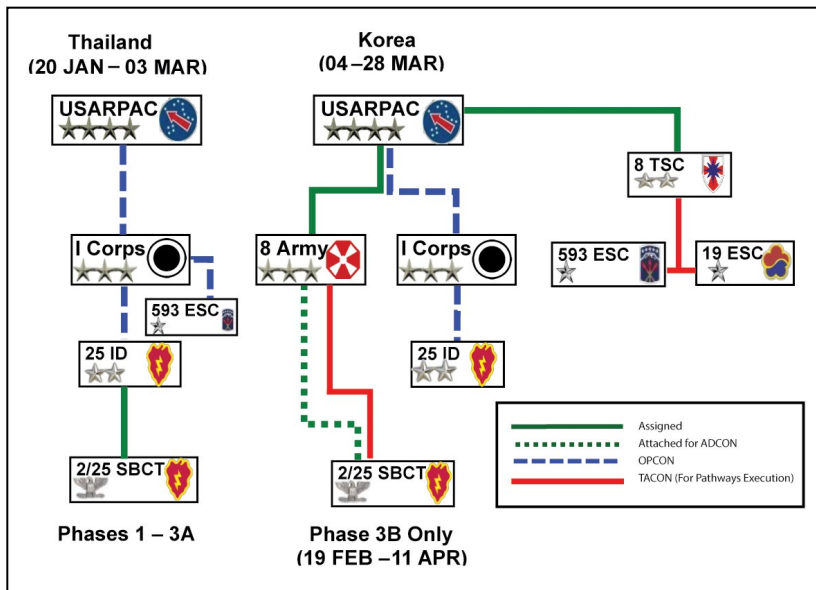 Thailand
(20 JAN – 03 MAR)
USARPAC
I Corps
593 ESC
25 ID
2/25 SBCT
Phases 1 – 3A
Korea
(04 –28 MAR)
USARPAC
8 TSC
593 ESC
19 ESC
8 Army
I Corps
25 ID
2/25 SBCT
Phase 3B Only
(19 FEB –11 APR)
Assigned
Attached for ADCON
OPCON
TACON (For Pathways Execution)